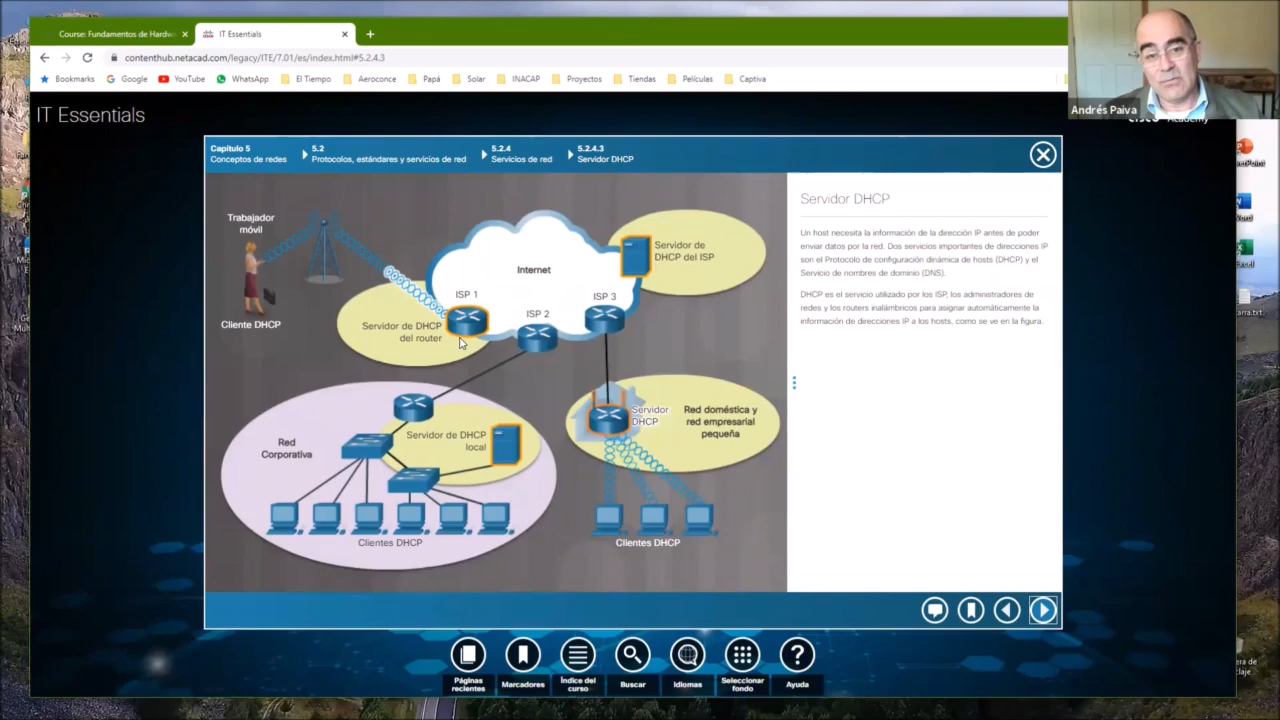 Course: Fundamentos de Hardw
IT Essentials
contenthub.netacad.com/legacy/ITE/7.01/es/index.html#5.2.4.3
Bookmarks
Google
YouTube
WhatsApp
El Tiempo
Aeroconce
Papá
Solar
INACAP
Proyectos
Tiendas
Películas
Captiva
Andrés Paiva
IT Essentials
Academy
Capítulo 5
Conceptos de redes
5.2
Protocolos, estándares y servicios de red
5.2.4
Servicios de red
5.2.4.3
Servidor DHCP
Trabajador
móvil
Cliente DHCP
Internet
ISP 1
ISP 2
ISP 3
Servidor de
DHCP del ISP
Servidor de DHCP
del router
Red
Corporativa
Servidor de DHCP
local
Clientes DHCP
Servidor
DHCP
Red doméstica y
red empresarial
pequeña
Clientes DHCP
Servidor DHCP
Un host necesita la información de la dirección IP antes de poder
enviar datos por la red. Dos servicios importantes de direcciones IP
son el Protocolo de configuración dinámica de hosts (DHCP) y el
Servicio de nombres de dominio (DNS).
DHCP es el servicio utilizado por los ISP, los administradores de
redes y los routers inalámbricos para asignar automáticamente la
información de direcciones IP a los hosts, como se ve en la figura.
Páginas
recientes
Marcadores
Índice del
curso
Buscar
Idiomas
Seleccionar
fondo
?
Ayuda
erPoint
Word
Excel
tarra.txt.
era de
claje